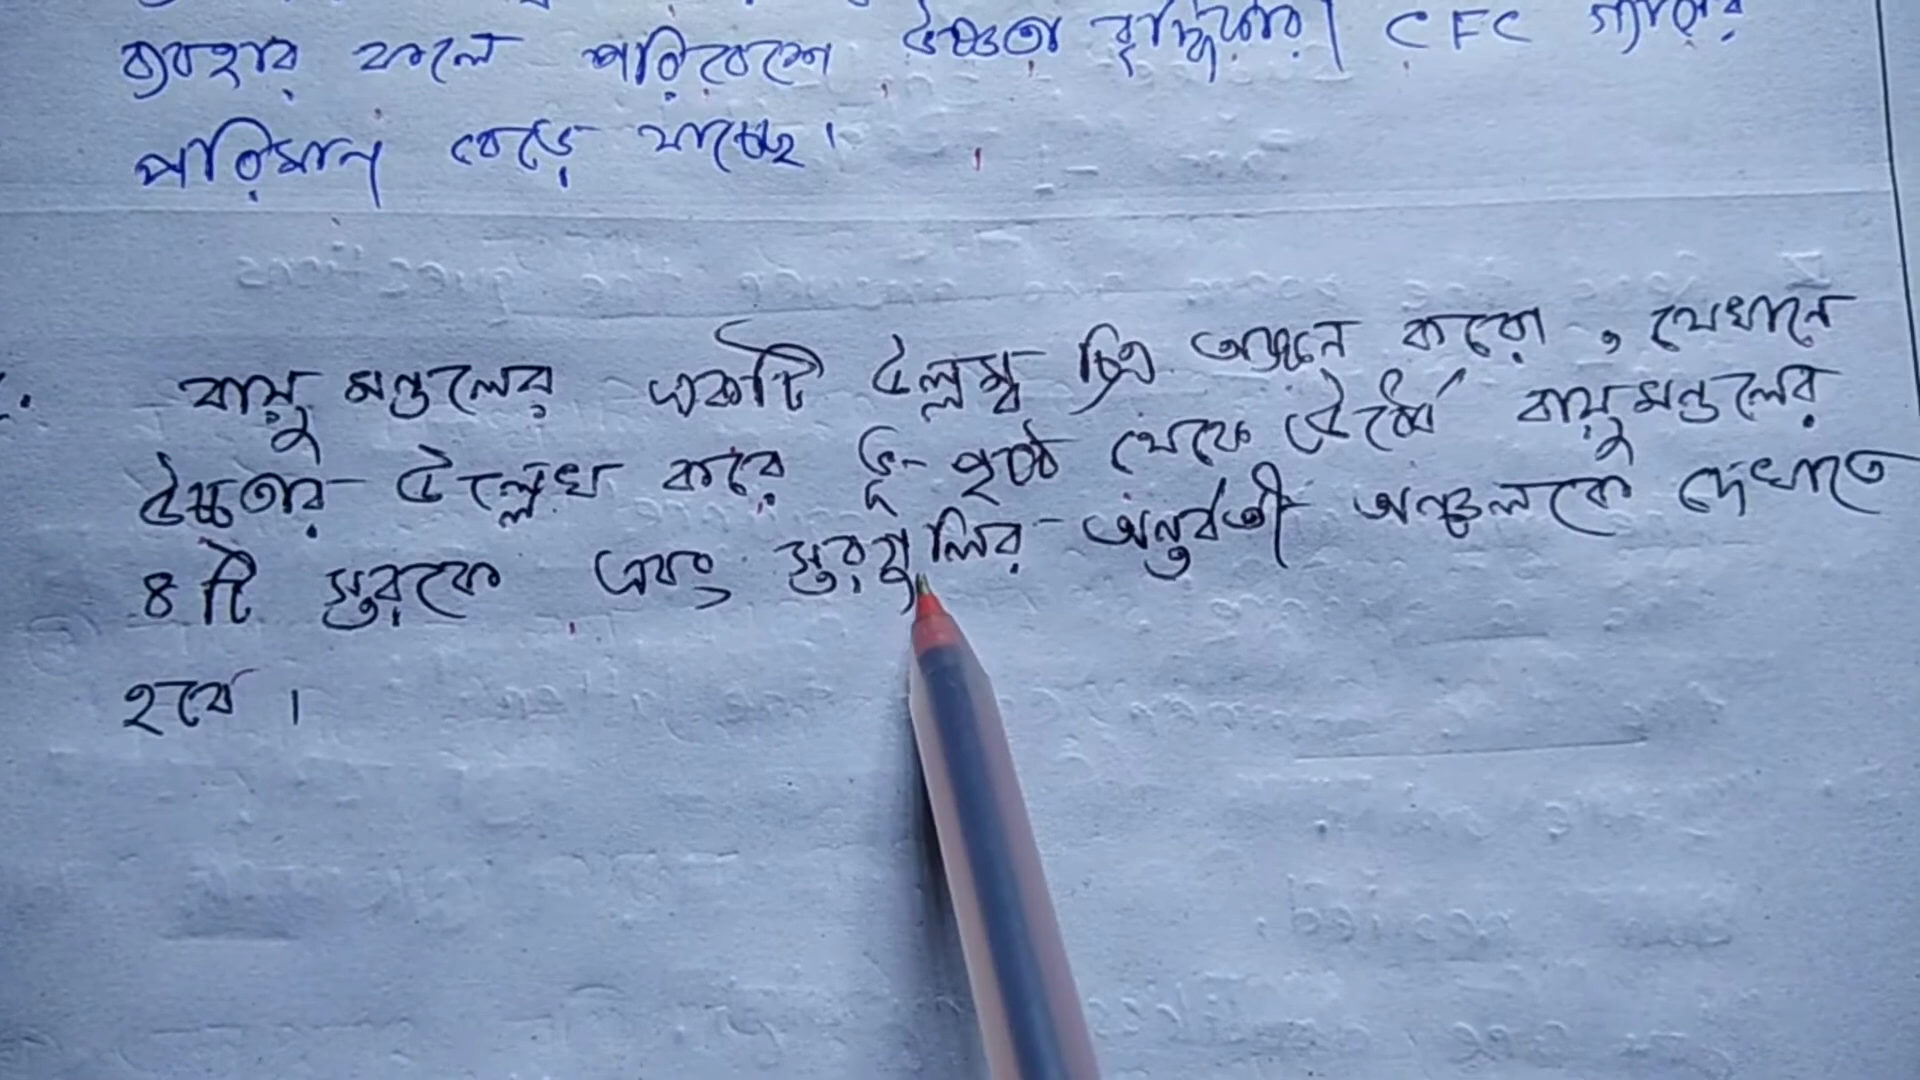 ব্যবহার ফলে পরিবেশে উষ্ণতা বৃদ্ধিকার। CFC গ্যাসের
পরিমাণ বেড়ে যাচ্ছে।
বায়ু মণ্ডলের একটি উল্লম্ব চিত্র অঙ্কন করো, যেখানে
উষ্ণতার উল্লেখ করে ভূ-পৃষ্ঠ থেকে ঊর্ধ্বে বায়ুমণ্ডলের
৪টি স্তরকে এবং স্তরগুলির অন্তর্বর্তী অঞ্চলকে দেখাতে
হবে।